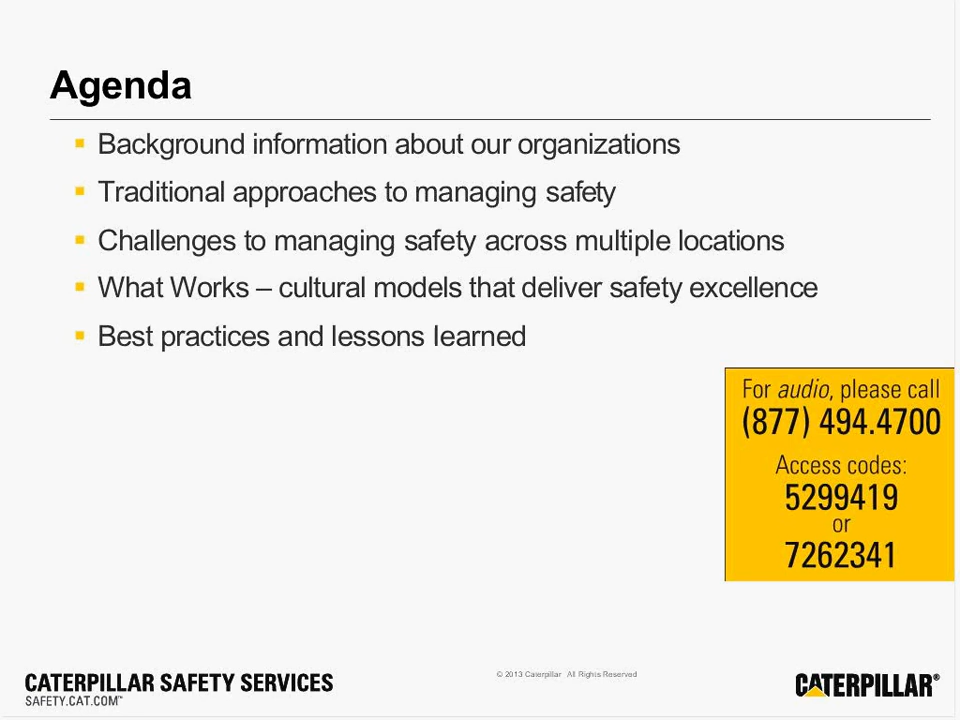 Agenda
Background information about our organizations
Traditional approaches to managing safety
Challenges to managing safety across multiple locations
What Works – cultural models that deliver safety excellence
Best practices and lessons learned
For audio, please call
(877) 494.4700
Access codes:
5299419
or
7262341
CATERPILLAR SAFETY SERVICES
SAFETY.CAT.COM™
© 2013 Caterpillar All Rights Reserved
CATERPILLAR®